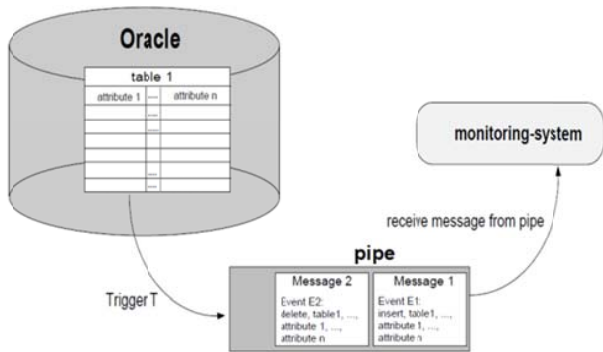 Oracle
table 1
attribute 1 .... attribute n
....
....
....
....
monitoring-system
receive message from pipe
pipe
Trigger T
Message 2
Event E2:
delete, table1, ...,
attribute 1, ...,
attribute n
Message 1
Event E1:
insert, table1, ...,
attribute 1, ...,
attribute n